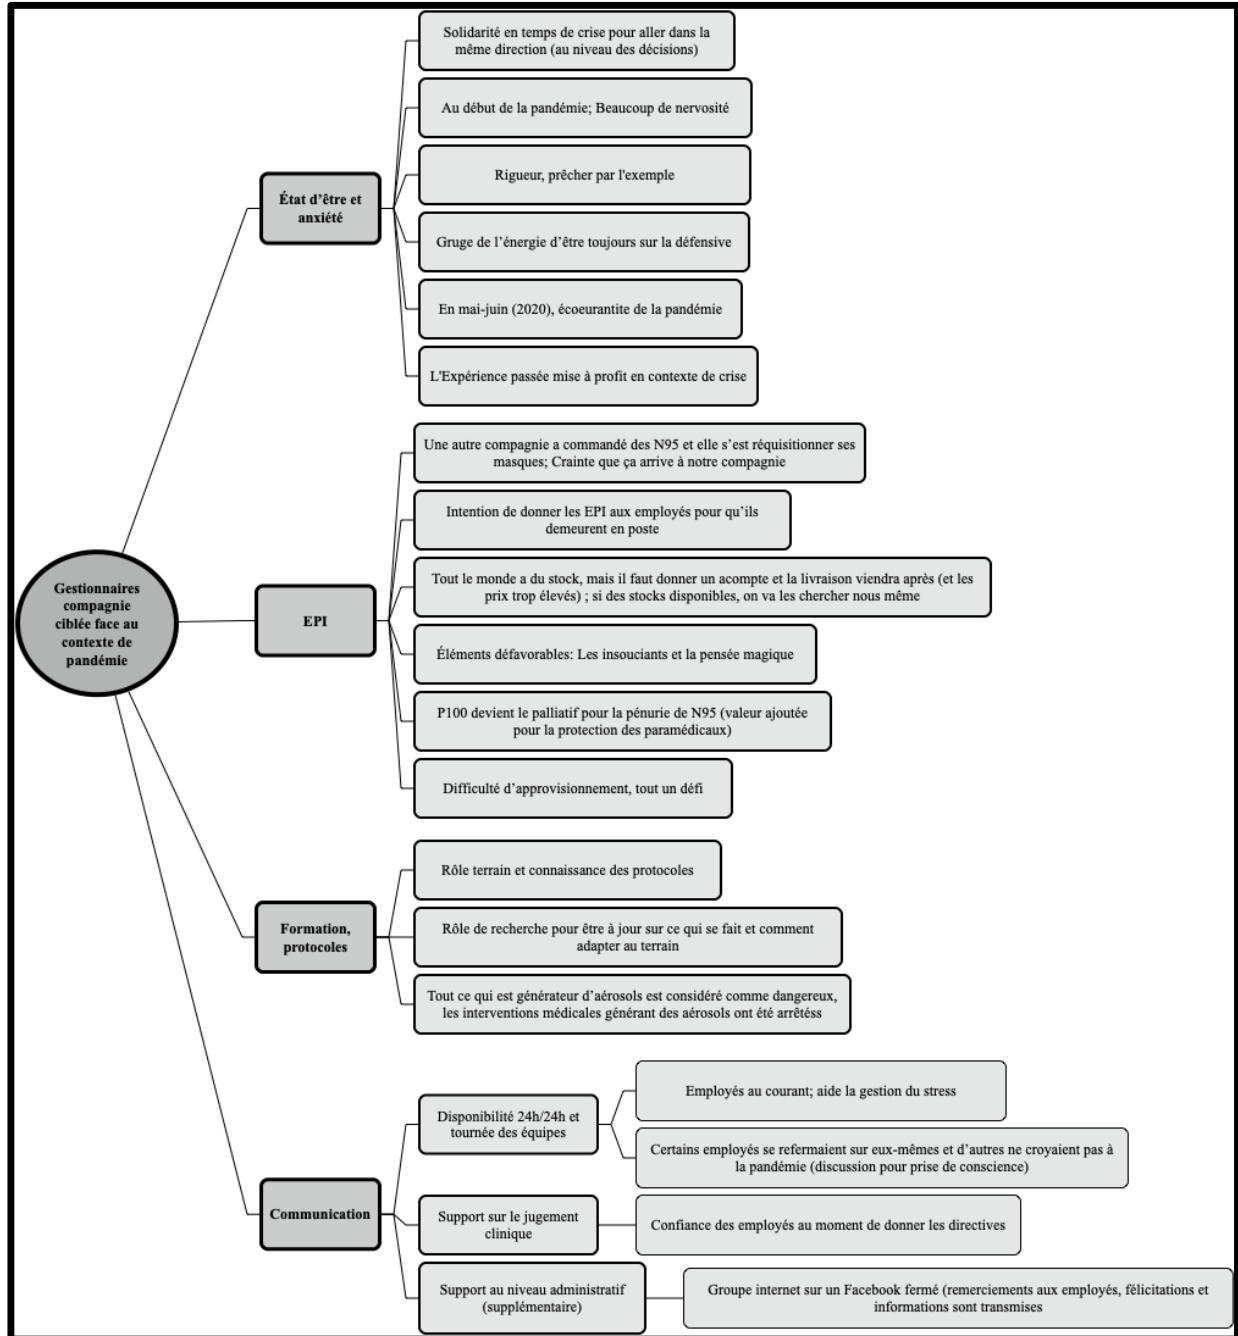 Gestionnaires
compagnie
ciblée face au
contexte de
pandémie
État d'être et
anxiété
Solidarité en temps de crise pour aller dans la
même direction (au niveau des décisions)
Au début de la pandémie; Beaucoup de nervosité
Rigueur, prêcher par l'exemple
Gruge de l'énergie d'être toujours sur la défensive
En mai-juin (2020), écoeurantite de la pandémie
L'Expérience passée mise à profit en contexte de crise
EPI
Une autre compagnie a commandé des N95 et elle s'est réquisitionner ses
masques; Crainte que ça arrive à notre compagnie
Intention de donner les EPI aux employés pour qu'ils
demeurent en poste
Tout le monde a du stock, mais il faut donner un acompte et la livraison viendra après (et les
prix trop élevés) ; si des stocks disponibles, on va les chercher nous même
Éléments défavorables: Les insouciants et la pensée magique
P100 devient le palliatif pour la pénurie de N95 (valeur ajoutée
pour la protection des paramédicaux)
Difficulté d'approvisionnement, tout un défi
Formation,
protocoles
Rôle terrain et connaissance des protocoles
Rôle de recherche pour être à jour sur ce qui se fait et comment
adapter au terrain
Tout ce qui est générateur d'aérosols est considéré comme dangereux,
les interventions médicales générant des aérosols ont été arrêtéss
Communication
Disponibilité 24h/24h et
tournée des équipes
Employés au courant; aide la gestion du stress
Certains employés se refermaient sur eux-mêmes et d'autres ne croyaient pas à
la pandémie (discussion pour prise de conscience)
Support sur le jugement
clinique
Confiance des employés au moment de donner les directives
Support au niveau administratif
(supplémentaire)
Groupe internet sur un Facebook fermé (remerciements aux employés, félicitations et
informations sont transmises